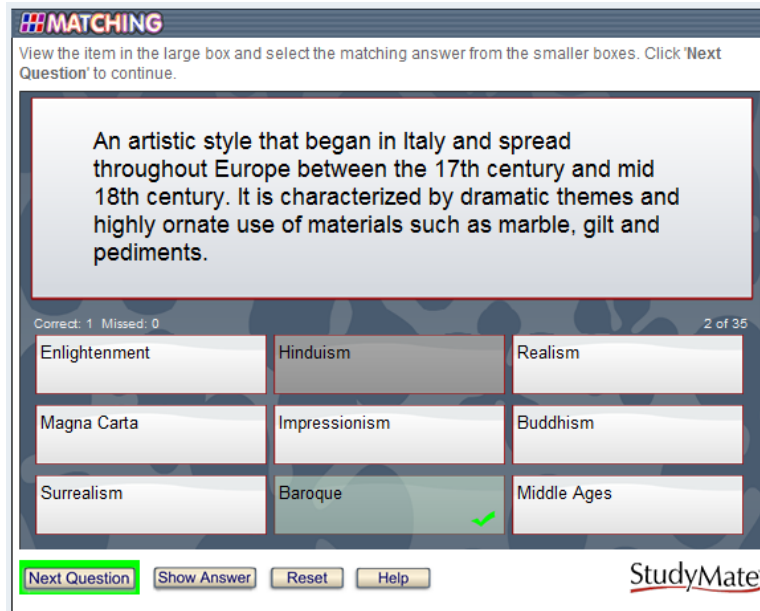 MATCHING
View the item in the large box and select the matching answer from the smaller boxes. Click 'Next
Question' to continue.
An artistic style that began in Italy and spread
throughout Europe between the 17th century and mid
18th century. It is characterized by dramatic themes and
highly ornate use of materials such as marble, gilt and
pediments.
Correct: 1 Missed: 0 2 of 35
Enlightenment Hinduism Realism
Magna Carta Impressionism Buddhism
Surrealism Baroque Middle Ages
Next Question Show Answer Reset Help StudyMate